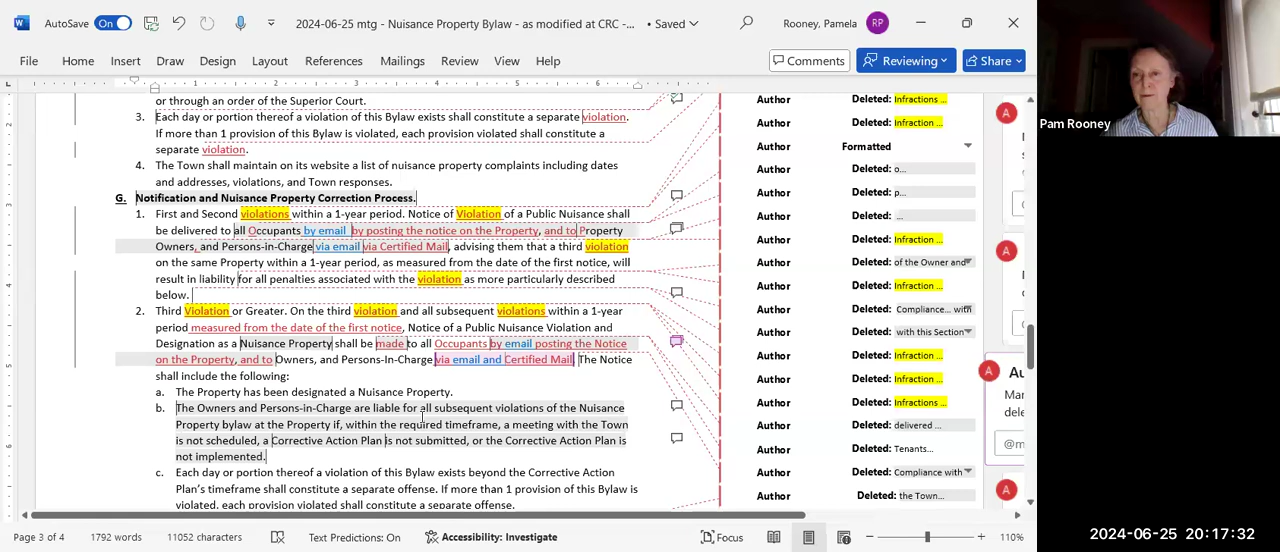 AutoSave On
2024-06-25 mtg - Nuisance Property Bylaw - as modified at CRC -... • Saved
Rooney, Pamela RP
File Home Insert Draw Design Layout References Mailings Review View Help
Comments Reviewing Share
1 2 3 4 5 6
or through an order of the Superior Court.
3. Each day or portion thereof a violation of this Bylaw exists shall constitute a separate violation.
If more than 1 provision of this Bylaw is violated, each provision violated shall constitute a
separate violation.
4. The Town shall maintain on its website a list of nuisance property complaints including dates
and addresses, violations, and Town responses.
G. Notification and Nuisance Property Correction Process.
1. First and Second violations within a 1-year period. Notice of Violation of a Public Nuisance shall
be delivered to all Occupants by email by posting the notice on the Property, and to Property
Owners, and Persons-in-Charge via email via Certified Mail, advising them that a third violation
on the same Property within a 1-year period, as measured from the date of the first notice, will
result in liability for all penalties associated with the violation as more particularly described
below.
2. Third Violation or Greater. On the third violation and all subsequent violations within a 1-year
period measured from the date of the first notice, Notice of a Public Nuisance Violation and
Designation as a Nuisance Property shall be made to all Occupants by email posting the Notice
on the Property, and to Owners, and Persons-In-Charge via email and Certified Mail The Notice
shall include the following:
a. The Property has been designated a Nuisance Property.
b. The Owners and Persons-in-Charge are liable for all subsequent violations of the Nuisance
Property bylaw at the Property if, within the required timeframe, a meeting with the Town
is not scheduled, a Corrective Action Plan is not submitted, or the Corrective Action Plan is
not implemented.
c. Each day or portion thereof a violation of this Bylaw exists beyond the Corrective Action
Plan's timeframe shall constitute a separate offense. If more than 1 provision of this Bylaw is
violated, each provision violated shall constitute a separate offense.
Author Deleted: Infractions ...
Author Deleted: Infraction ...
Author Formatted
Author Deleted: o...
Author Deleted: p...
Author Deleted: ...
Author Deleted: Infraction ...
Author Deleted: of the Owner and
Author Deleted: Infraction ...
Author Deleted: Compliance... with
Author Deleted: with this Section
Author Deleted: Infraction ...
Author Deleted: Infraction ...
Author Deleted: Infractions ...
Author Deleted: delivered ...
Author Deleted: Tenants...
Author Deleted: Compliance with
Author Deleted: the Town...
A
A
A Au
Mar
dele
@m
A
Page 3 of 4 1792 words 11052 characters Text Predictions: On Accessibility: Investigate Focus 110%
Pam Rooney
2024-06-25 20:17:32